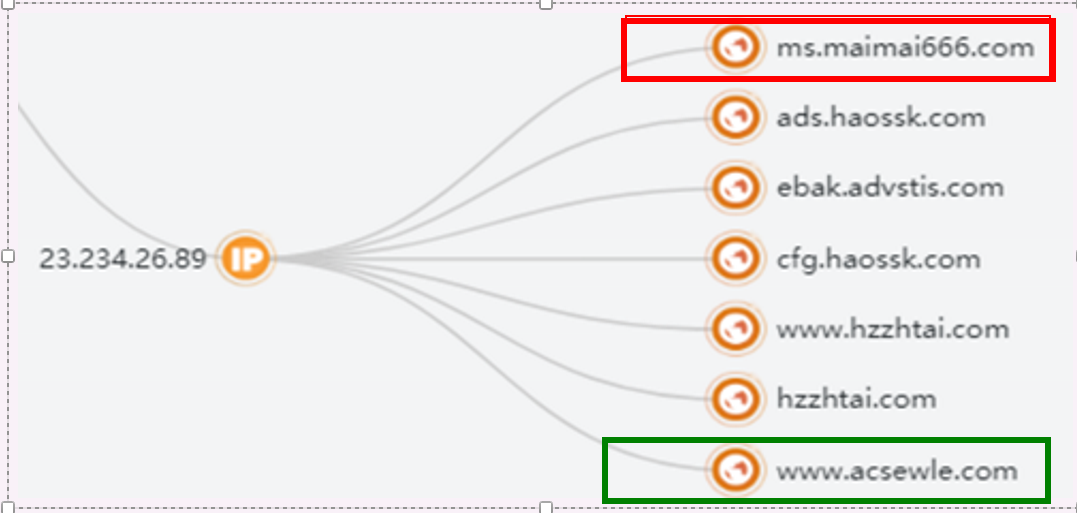 ms.maimai666.com
ads.haossk.com
ebak.advstis.com
23.234.26.89 IP cfg.haossk.com
www.hzzhtai.com
hzzhtai.com
www.acsewle.com